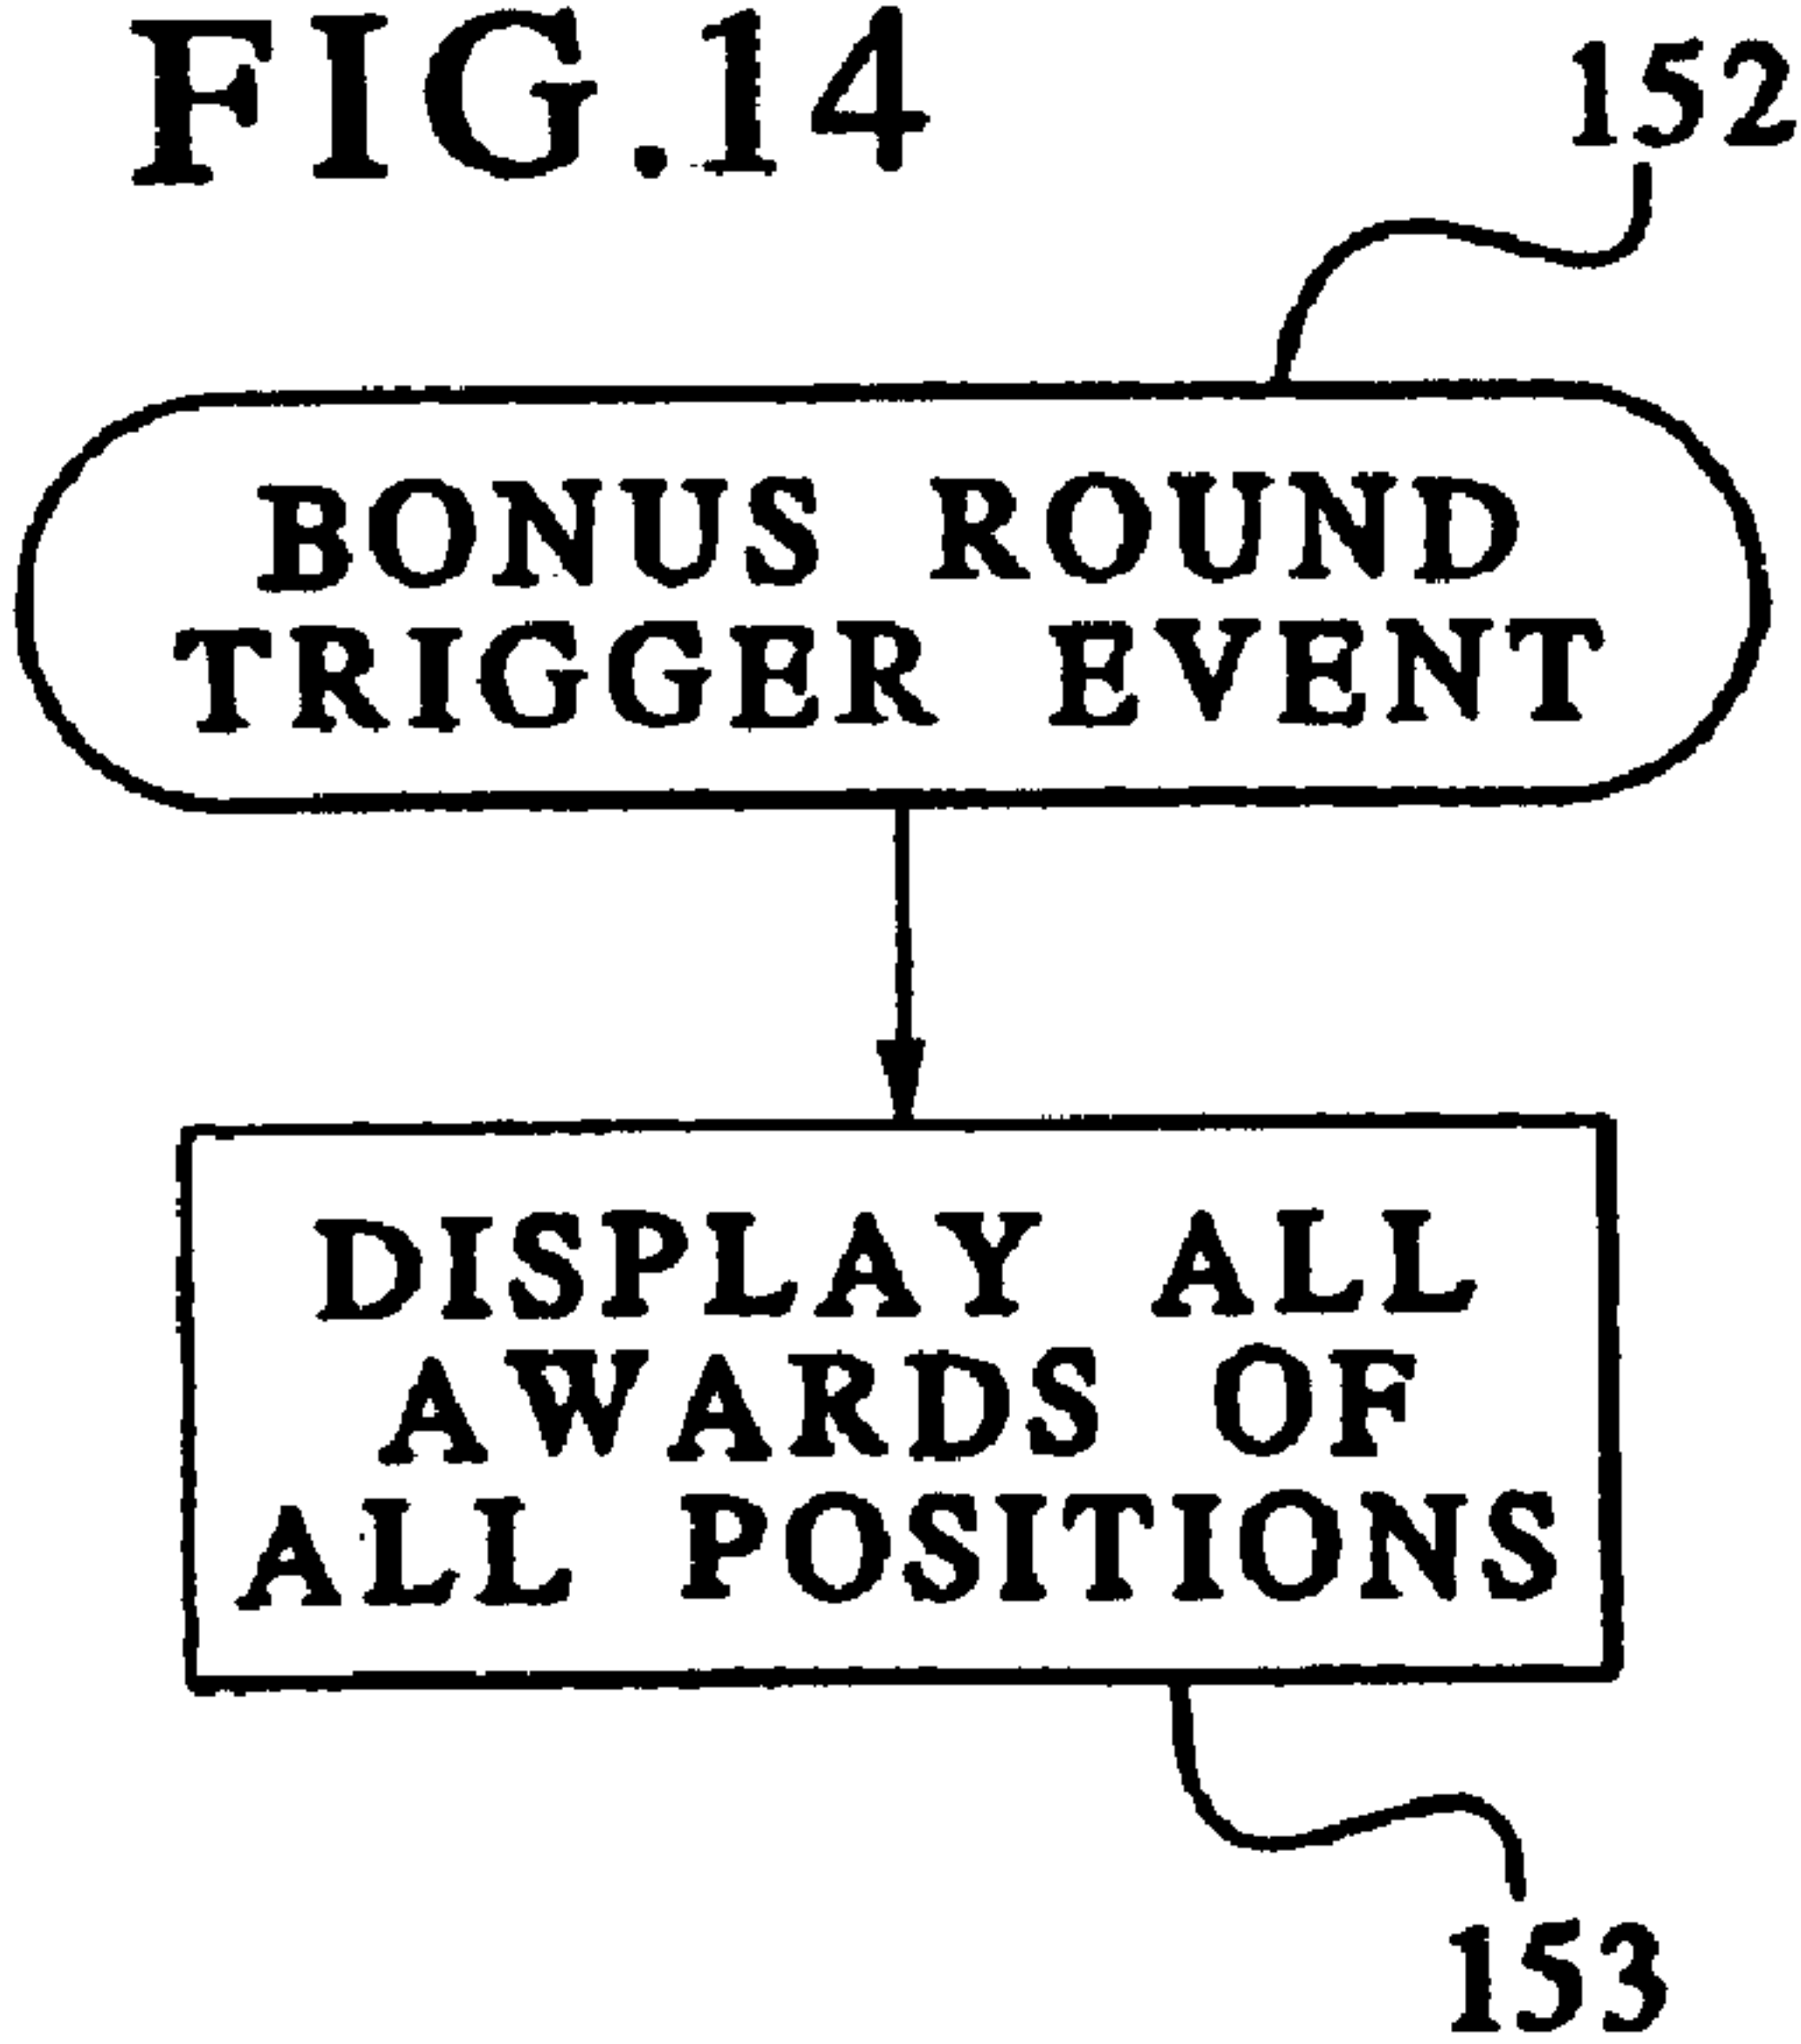 FIG.14
152
BONUS ROUND
TRIGGER EVENT
DISPLAY ALL
AWARDS OF
ALL POSITIONS
153